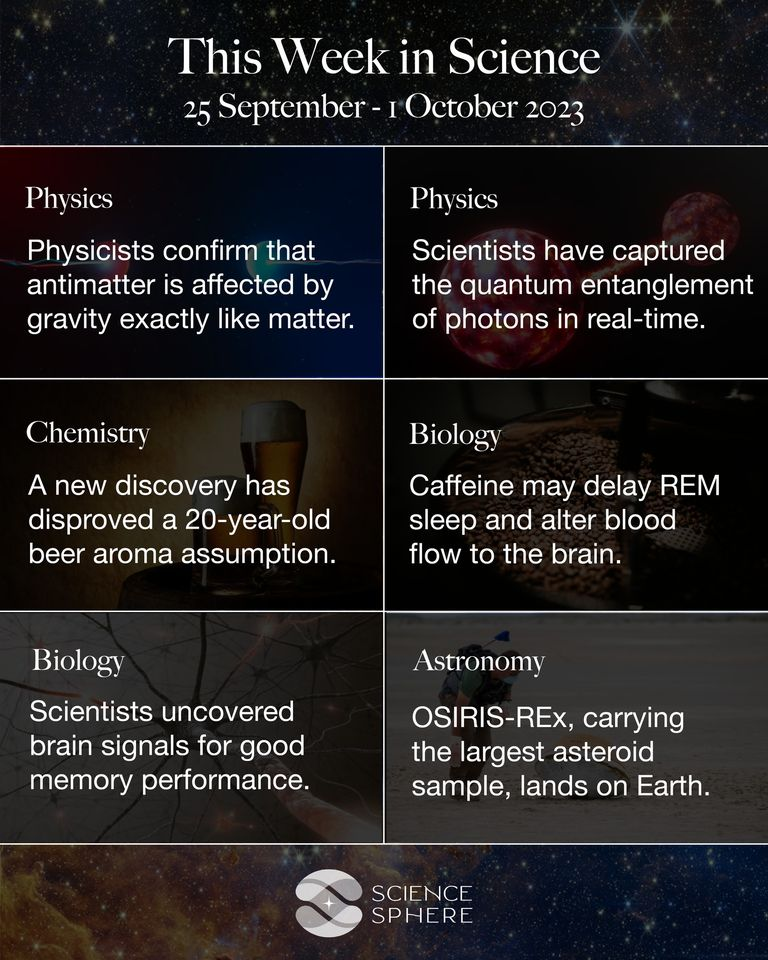 This Week in Science
25 September - 1 October 2023
Physics
Physicists confirm that
antimatter is affected by
gravity exactly like matter.
Physics
Scientists have captured
the quantum entanglement
of photons in real-time.
Chemistry
A new discovery has
disproved a 20-year-old
beer aroma assumption.
Biology
Caffeine may delay REM
sleep and alter blood
flow to the brain.
Biology
Scientists uncovered
brain signals for good
memory performance.
Astronomy
OSIRIS-REx, carrying
the largest asteroid
sample, lands on Earth.
SCIENCE
SPHERE